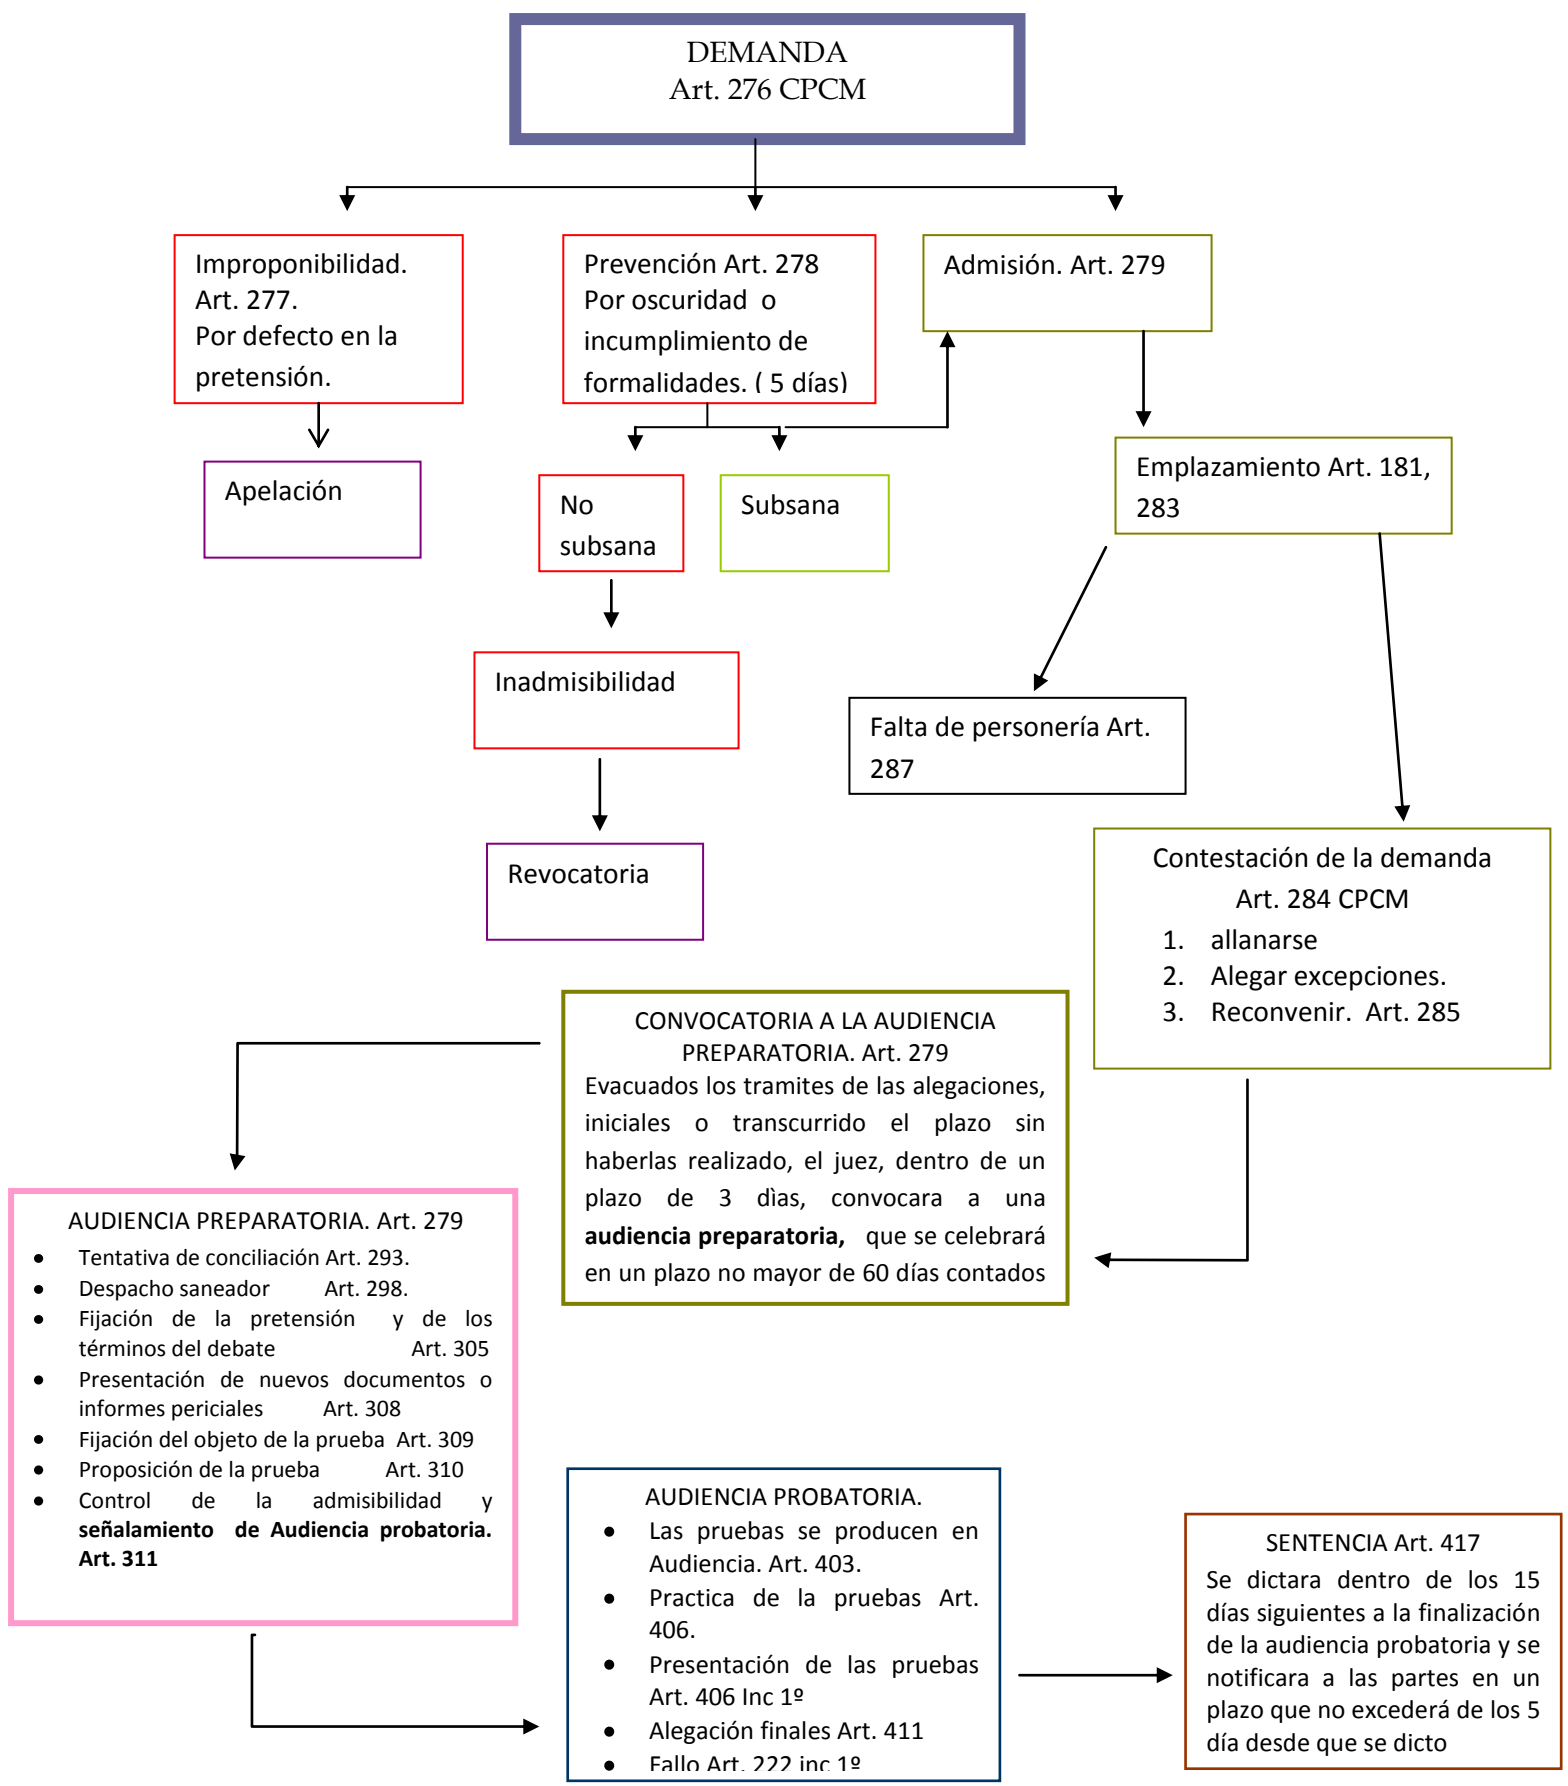 DEMANDA
Art. 276 CPCM
Improponibilidad.
Art. 277.
Por defecto en la
pretensión.
Prevención Art. 278
Por oscuridad o
incumplimiento de
formalidades. ( 5 días)
Admisión. Art. 279
Apelación
No
subsana
Subsana
Emplazamiento Art. 181,
283
Inadmisibilidad
Falta de personería Art.
287
Revocatoria
Contestación de la demanda
Art. 284 CPCM
1. allanarse
2. Alegar excepciones.
3. Reconvenir. Art. 285
CONVOCATORIA A LA AUDIENCIA
PREPARATORIA. Art. 279
Evacuados los tramites de las alegaciones,
iniciales o transcurrido el plazo sin
haberlas realizado, el juez, dentro de un
plazo de 3 dìas, convocara a una
audiencia preparatoria, que se celebrará
en un plazo no mayor de 60 días contados
AUDIENCIA PREPARATORIA. Art. 279
• Tentativa de conciliación Art. 293.
• Despacho saneador Art. 298.
• Fijación de la pretensión y de los
términos del debate Art. 305
• Presentación de nuevos documentos o
informes periciales Art. 308
• Fijación del objeto de la prueba Art. 309
• Proposición de la prueba Art. 310
• Control de la admisibilidad y
señalamiento de Audiencia probatoria.
Art. 311
AUDIENCIA PROBATORIA.
• Las pruebas se producen en
Audiencia. Art. 403.
• Practica de la pruebas Art.
406.
• Presentación de las pruebas
Art. 406 Inc 1º
• Alegación finales Art. 411
• Fallo Art. 222 inc 1º
SENTENCIA Art. 417
Se dictara dentro de los 15
días siguientes a la finalización
de la audiencia probatoria y se
notificara a las partes en un
plazo que no excederá de los 5
día desde que se dicto